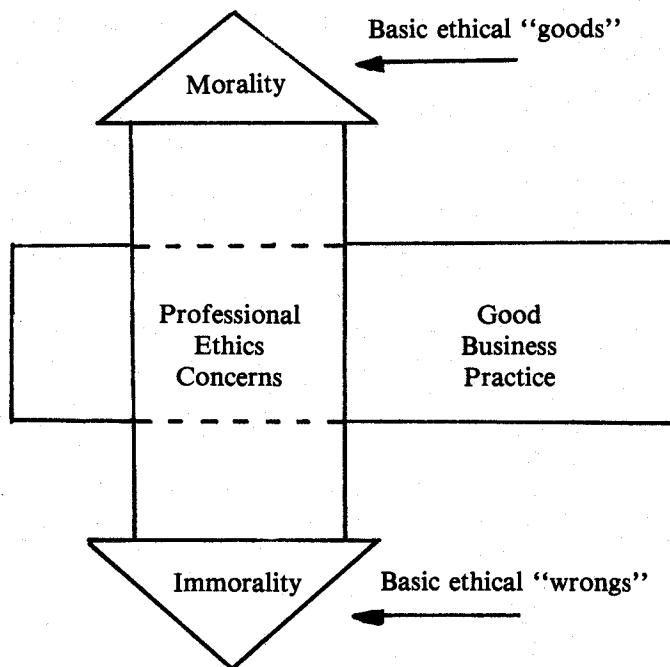 Basic ethical “goods”
Morality
Professional
Ethics
Concerns
Good
Business
Practice
Immorality
Basic ethical “wrongs”